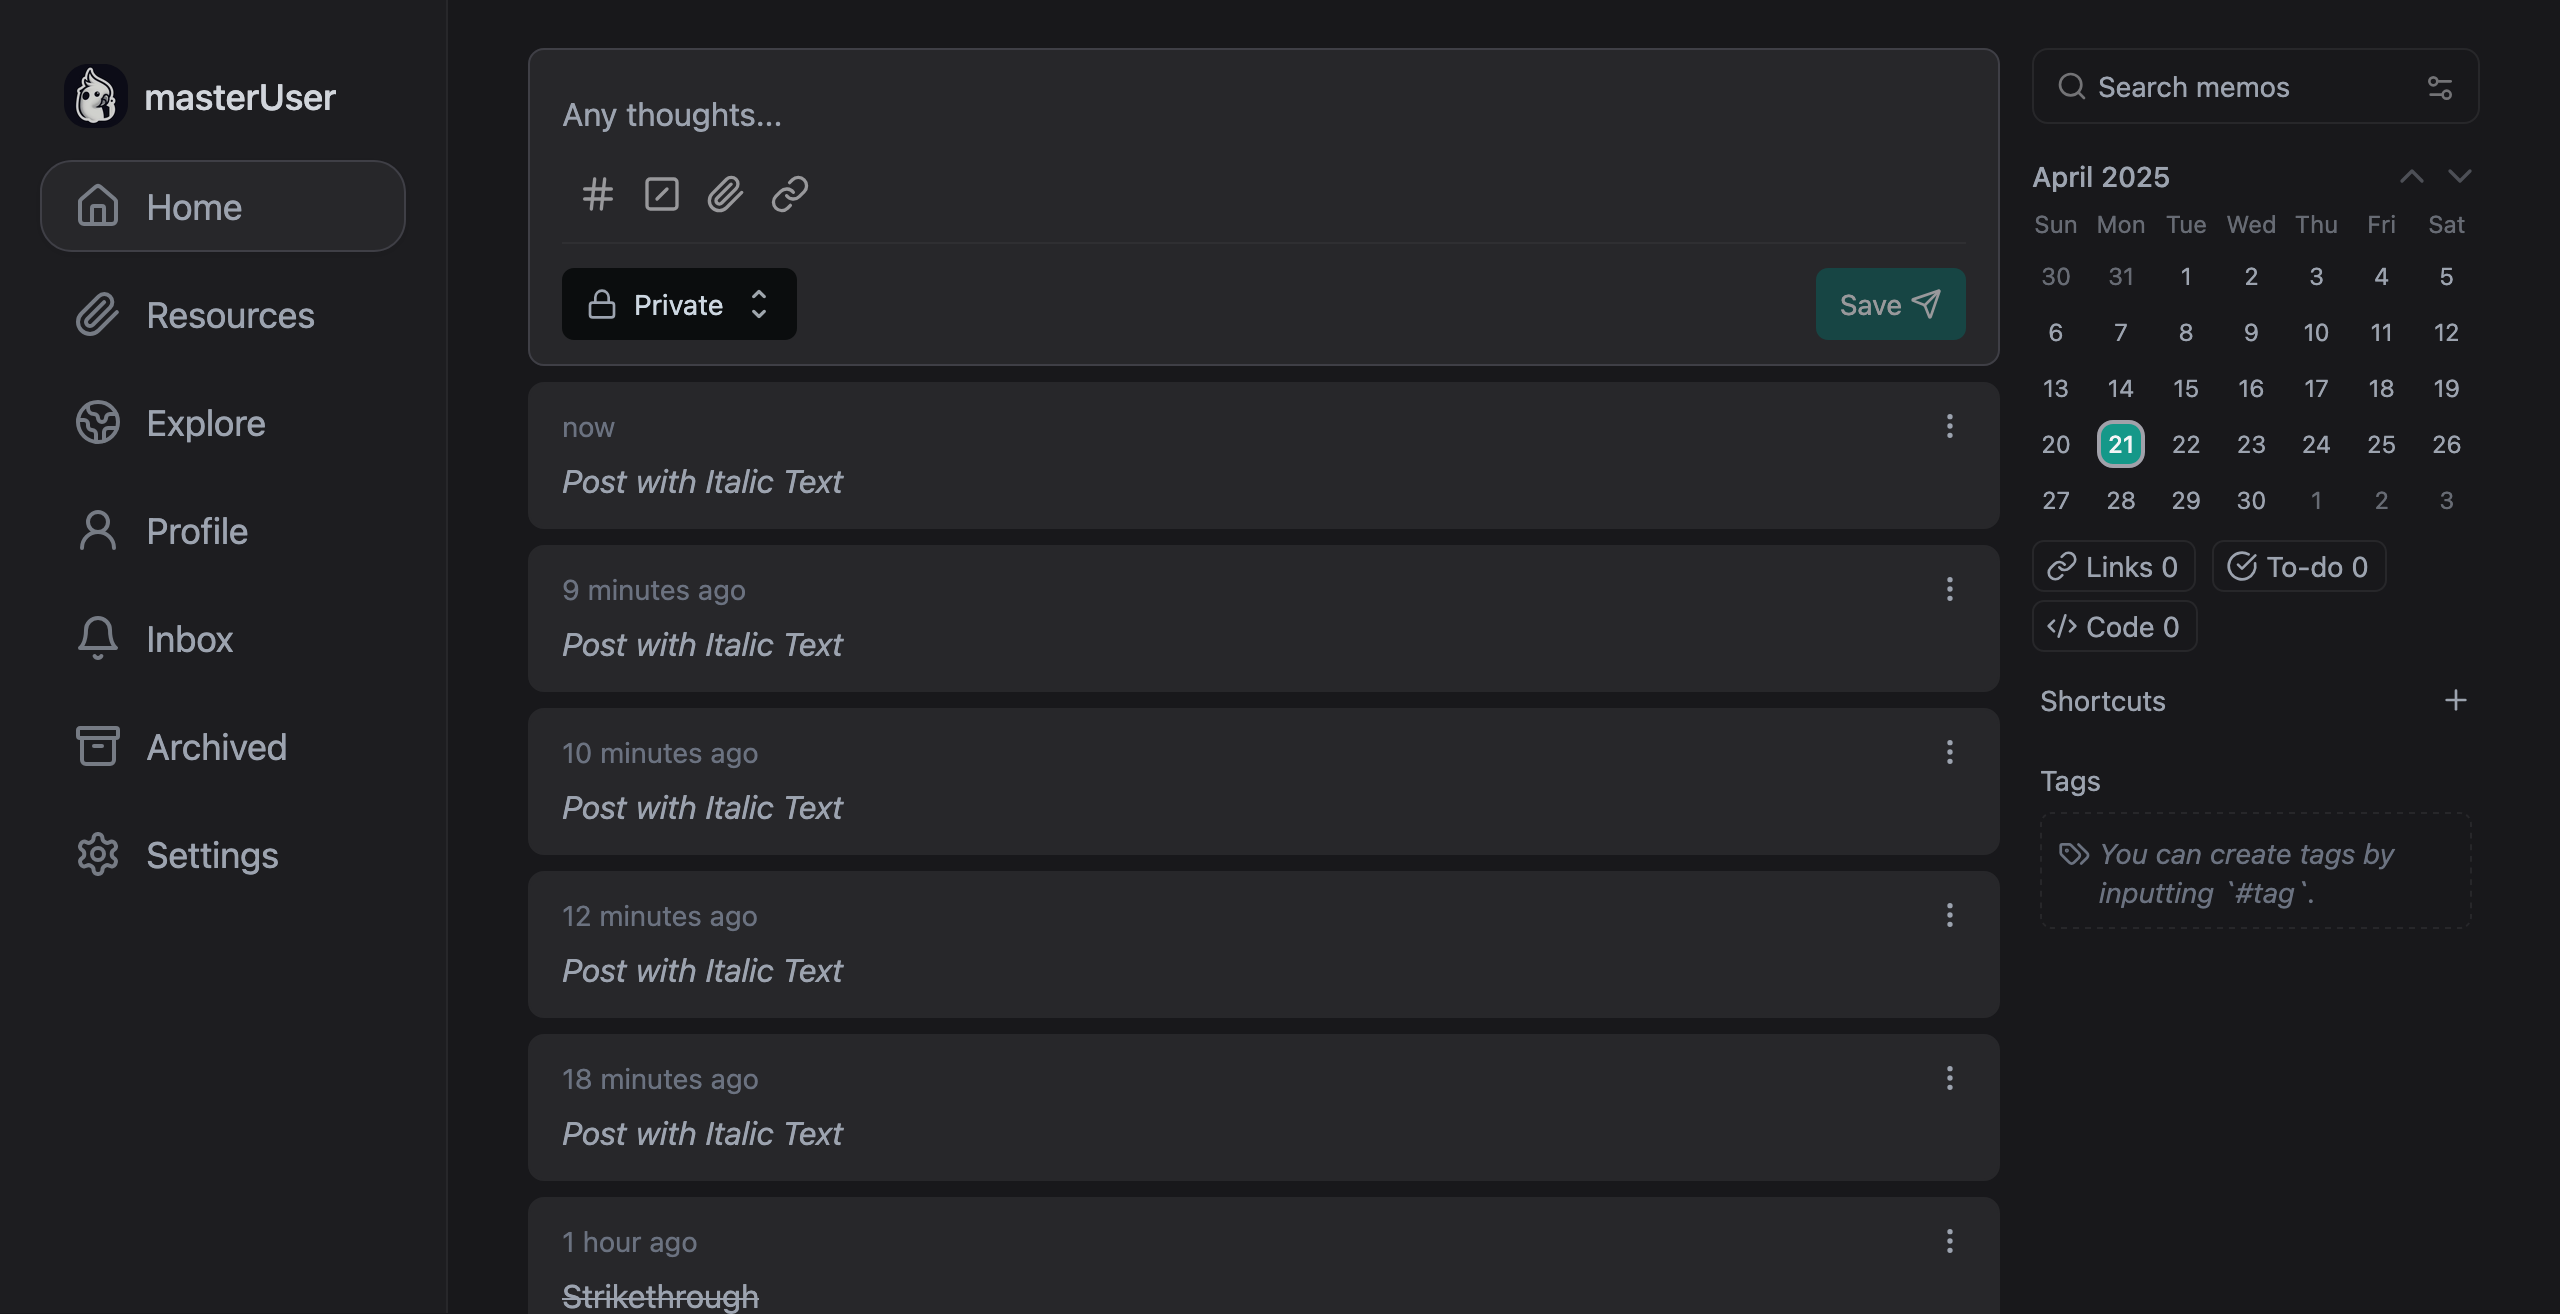 masterUser
Home
Resources
Explore
Profile
Inbox
Archived
Settings
Any thoughts...
Private
Save
now
Post with Italic Text
9 minutes ago
Post with Italic Text
10 minutes ago
Post with Italic Text
12 minutes ago
Post with Italic Text
18 minutes ago
Post with Italic Text
1 hour ago
Strikethrough
Search memos
April 2025
Sun Mon Tue Wed Thu Fri Sat
30 31 1 2 3 4 5
6 7 8 9 10 11 12
13 14 15 16 17 18 19
20 21 22 23 24 25 26
27 28 29 30 1 2 3
Links 0 To-do 0
Code 0
Shortcuts
Tags
You can create tags by
inputting `#tag`.